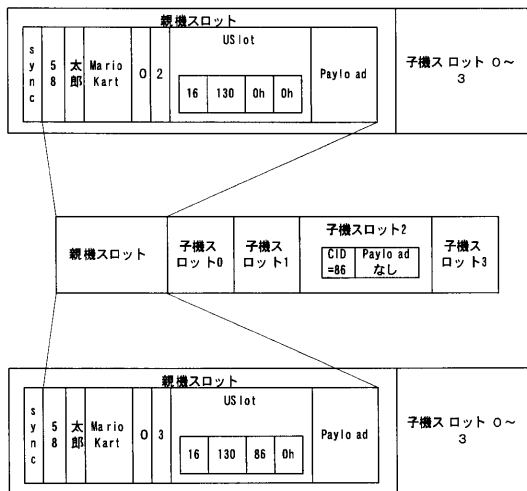 親機スロット
sync
58
太郎
Mario Kart
0
2
USlot
16
130
0h
0h
Payload
子機スロット 0～3
親機スロット
子機スロット0
子機スロット1
子機スロット2
CID =86
Payload なし
子機スロット3
親機スロット
sync
58
太郎
Mario Kart
0
3
USlot
16
130
86
0h
Payload
子機スロット 0～3